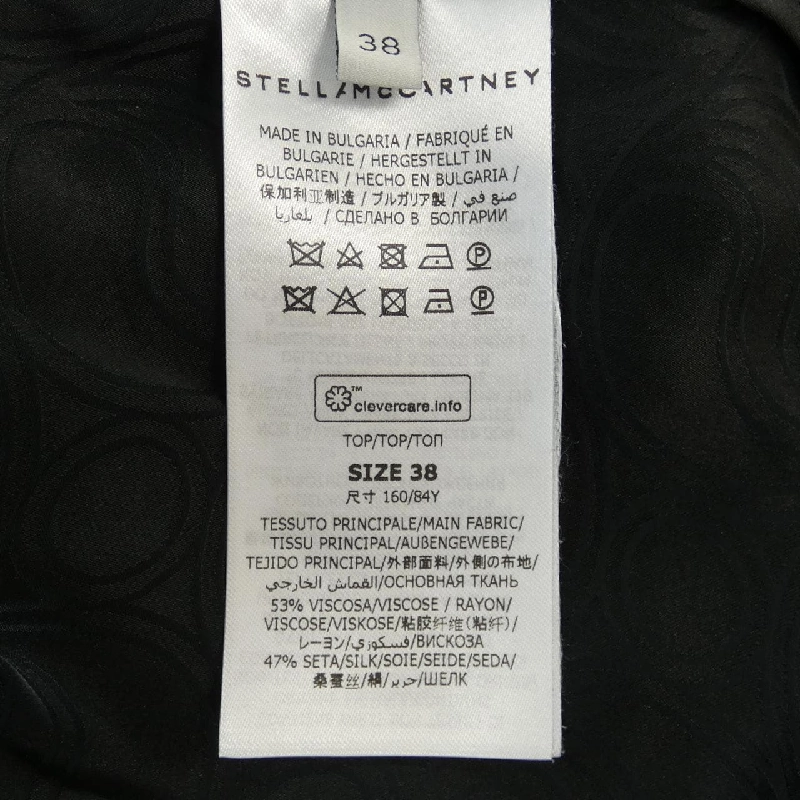 38
STELLA McCARTNEY
MADE IN BULGARIA / FABRIQUÉ EN
BULGARIE / HERGESTELLT IN
BULGARIEN / HECHO EN BULGARIA /
保加利亚制造 / ブルガリア製 / صنع في
بلغاريا / СДЕЛАНО В БОЛГАРИИ
P
P
™
clevercare.info
TOP/TOP/ТОП
SIZE 38
尺寸 160/84Y
TESSUTO PRINCIPALE/MAIN FABRIC/
TISSU PRINCIPAL/AUßENGEWEBE/
TEJIDO PRINCIPAL/外部面料/外側の布地/
القماش الخارجي/ОСНОВНАЯ ТКАНЬ
53% VISCOSA/VISCOSE / RAYON/
VISCOSE/VISKOSE/粘胶纤维(粘纤)/
レーヨン/فسكوزي/ВИСКОЗА
47% SETA/SILK/SOIE/SEIDE/SEDA/
桑蚕丝/絹/حرير/ШЕЛК